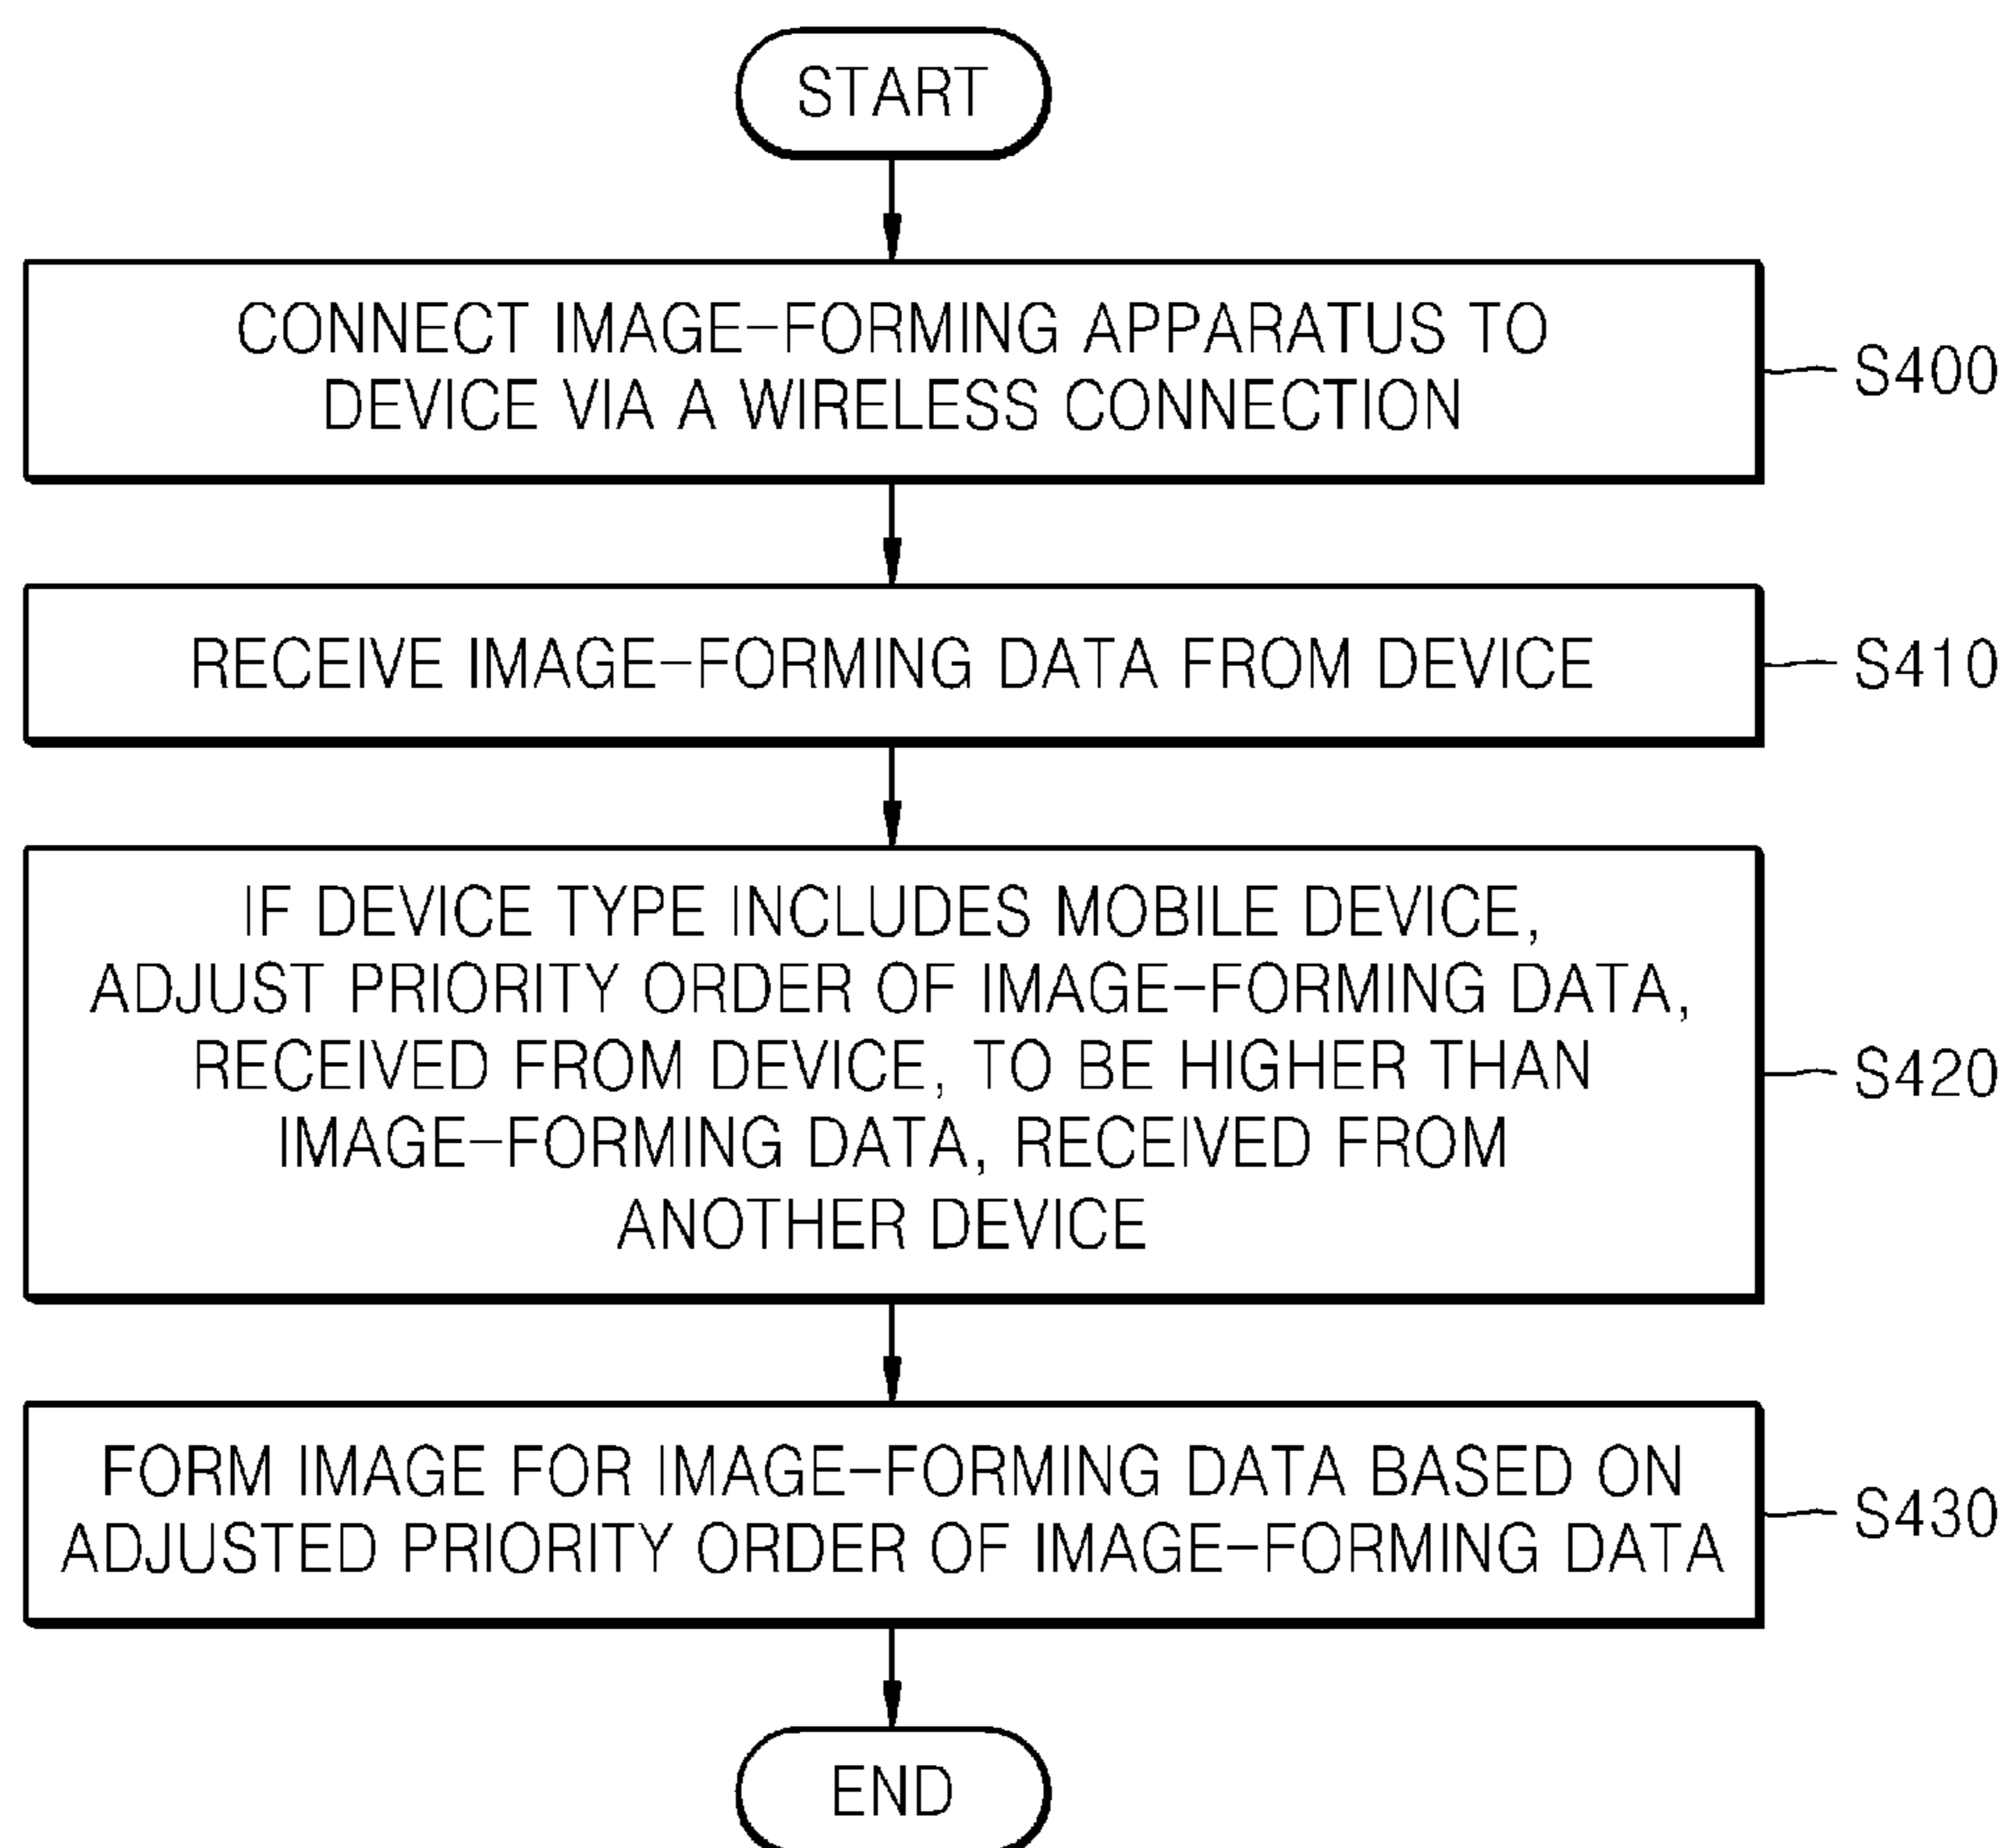 START
CONNECT IMAGE-FORMING APPARATUS TO
DEVICE VIA A WIRELESS CONNECTION
S400
RECEIVE IMAGE-FORMING DATA FROM DEVICE
S410
IF DEVICE TYPE INCLUDES MOBILE DEVICE,
ADJUST PRIORITY ORDER OF IMAGE-FORMING DATA,
RECEIVED FROM DEVICE, TO BE HIGHER THAN
IMAGE-FORMING DATA, RECEIVED FROM
ANOTHER DEVICE
S420
FORM IMAGE FOR IMAGE-FORMING DATA BASED ON
ADJUSTED PRIORITY ORDER OF IMAGE-FORMING DATA
S430
END